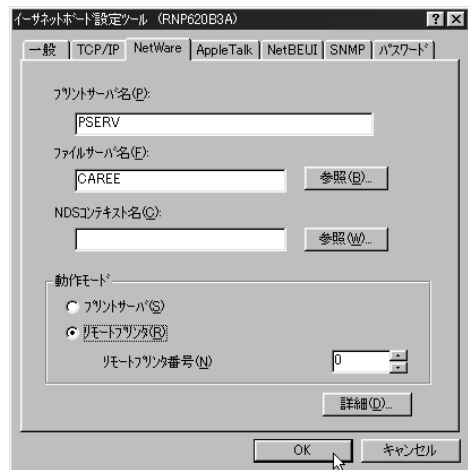 イーサネットボード設定ツール (RNP620B3A)
一般 TCP/IP NetWare AppleTalk NetBEUI SNMP パスワード
プリントサーバ名(P):
PSERV
ファイルサーバ名(F):
CAREE
参照(B)...
NDSコンテキスト名(C):
参照(W)...
動作モード
プリントサーバ(S)
リモートプリンタ(R)
リモートプリンタ番号(N)
0
詳細(D)...
OK キャンセル